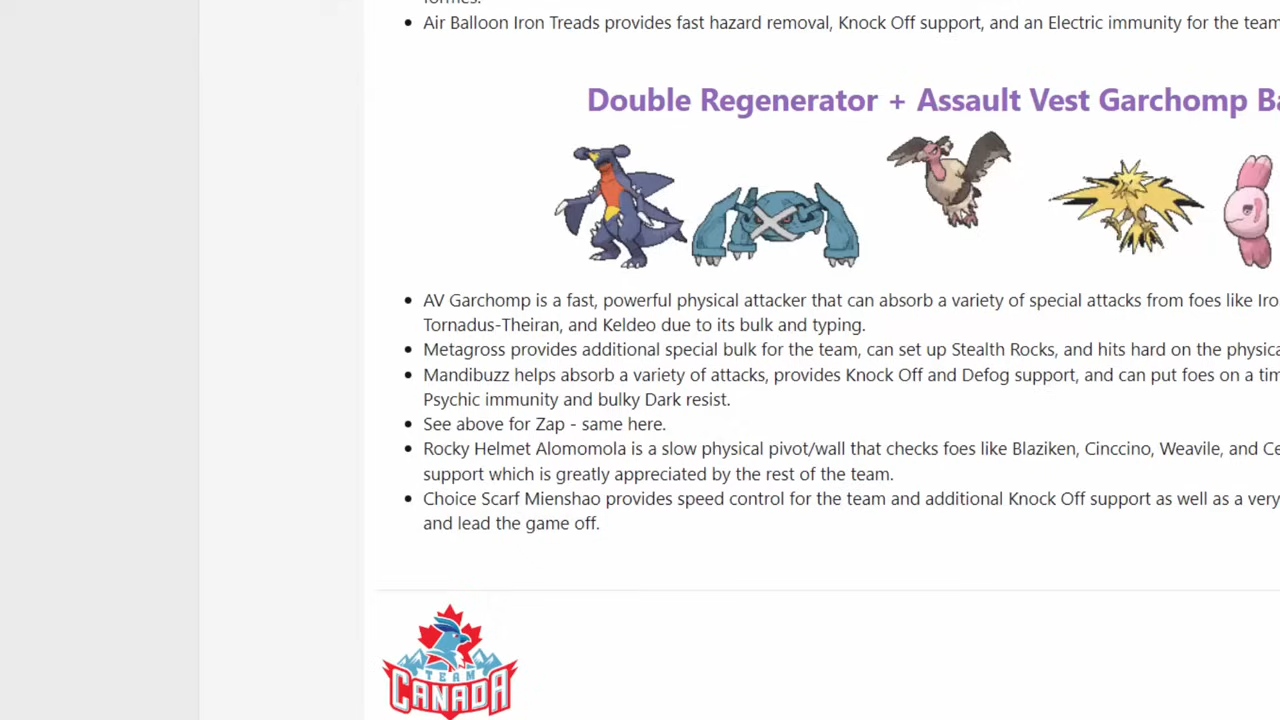 formes.
Air Balloon Iron Treads provides fast hazard removal, Knock Off support, and an Electric immunity for the team
Double Regenerator + Assault Vest Garchomp
AV Garchomp is a fast, powerful physical attacker that can absorb a variety of special attacks from foes like
Tornadus-Theiran, and Keldeo due to its bulk and typing.
Metagross provides additional special bulk for the team, can set up Stealth Rocks, and hits hard on the
Mandibuzz helps absorb a variety of attacks, provides Knock Off and Defog support, and can put foes on a
Psychic immunity and bulky Dark resist.
See above for Zap - same here.
Rocky Helmet Alomomola is a slow physical pivot/wall that checks foes like Blaziken, Cinccino, Weavile, and
support which is greatly appreciated by the rest of the team.
Choice Scarf Mienshao provides speed control for the team and additional Knock Off support as well as a very
and lead the game off.
TEAM
CANADA